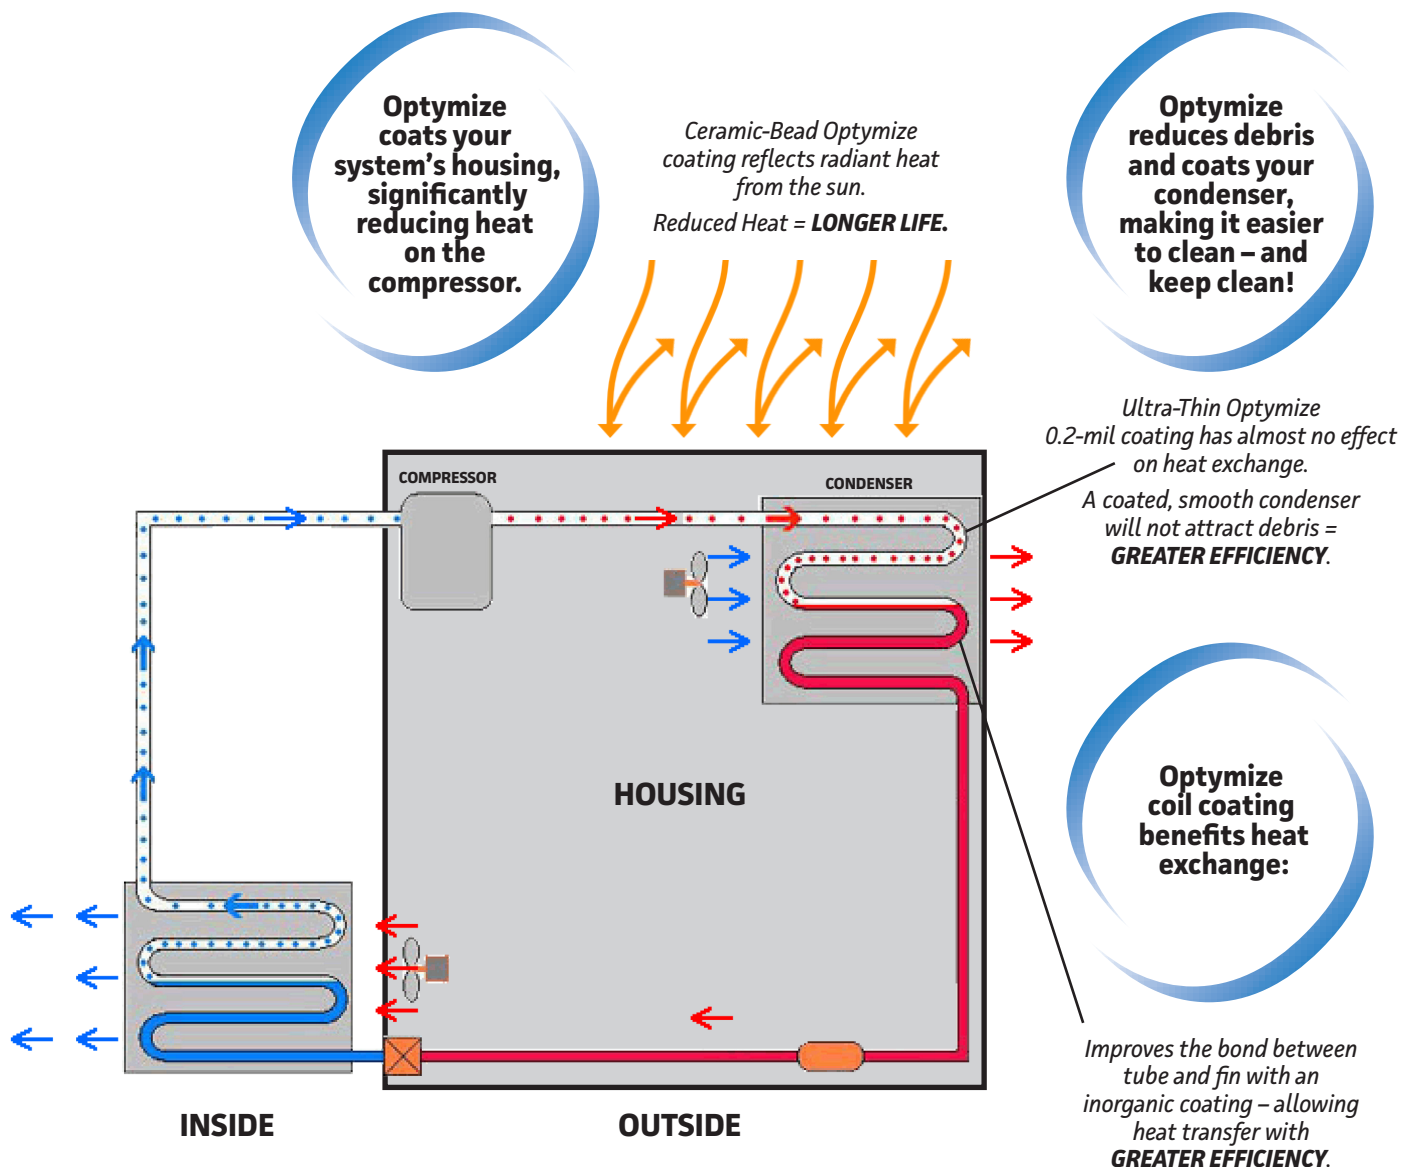 Optymize
coats your
system's housing,
significantly
reducing heat
on the
compressor.
Ceramic-Bead Optymize
coating reflects radiant heat
from the sun.
Reduced Heat = LONGER LIFE.
Optymize
reduces debris
and coats your
condenser,
making it easier
to clean – and
keep clean!
Ultra-Thin Optymize
0.2-mil coating has almost no effect
on heat exchange.
A coated, smooth condenser
will not attract debris =
GREATER EFFICIENCY.
COMPRESSOR
CONDENSER
HOUSING
Optymize
coil coating
benefits heat
exchange:
Improves the bond between
tube and fin with an
inorganic coating – allowing
heat transfer with
GREATER EFFICIENCY.
INSIDE
OUTSIDE